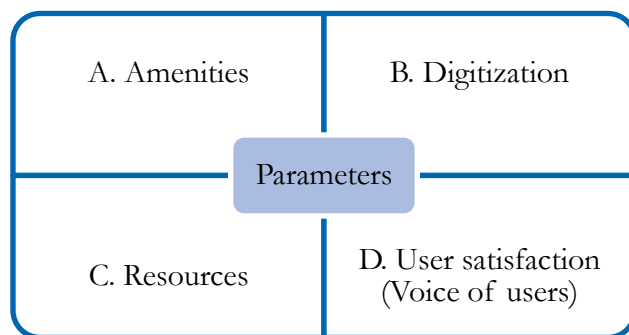 A. Amenities
B. Digitization
Parameters
C. Resources
D. User satisfaction
(Voice of users)